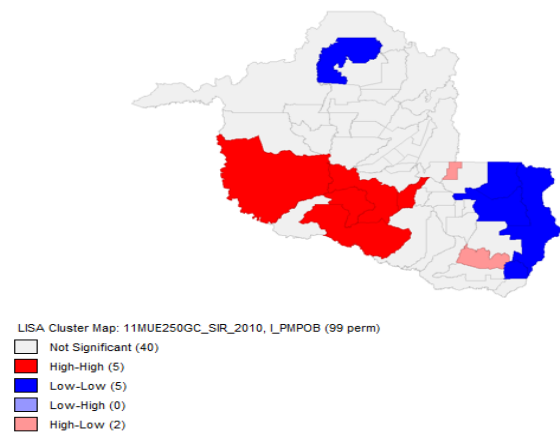 LISA Cluster Map: 11MUE250GC_SIR_2010, I_PMPOB (99 perm)
Not Significant (40)
High-High (5)
Low-Low (5)
Low-High (0)
High-Low (2)